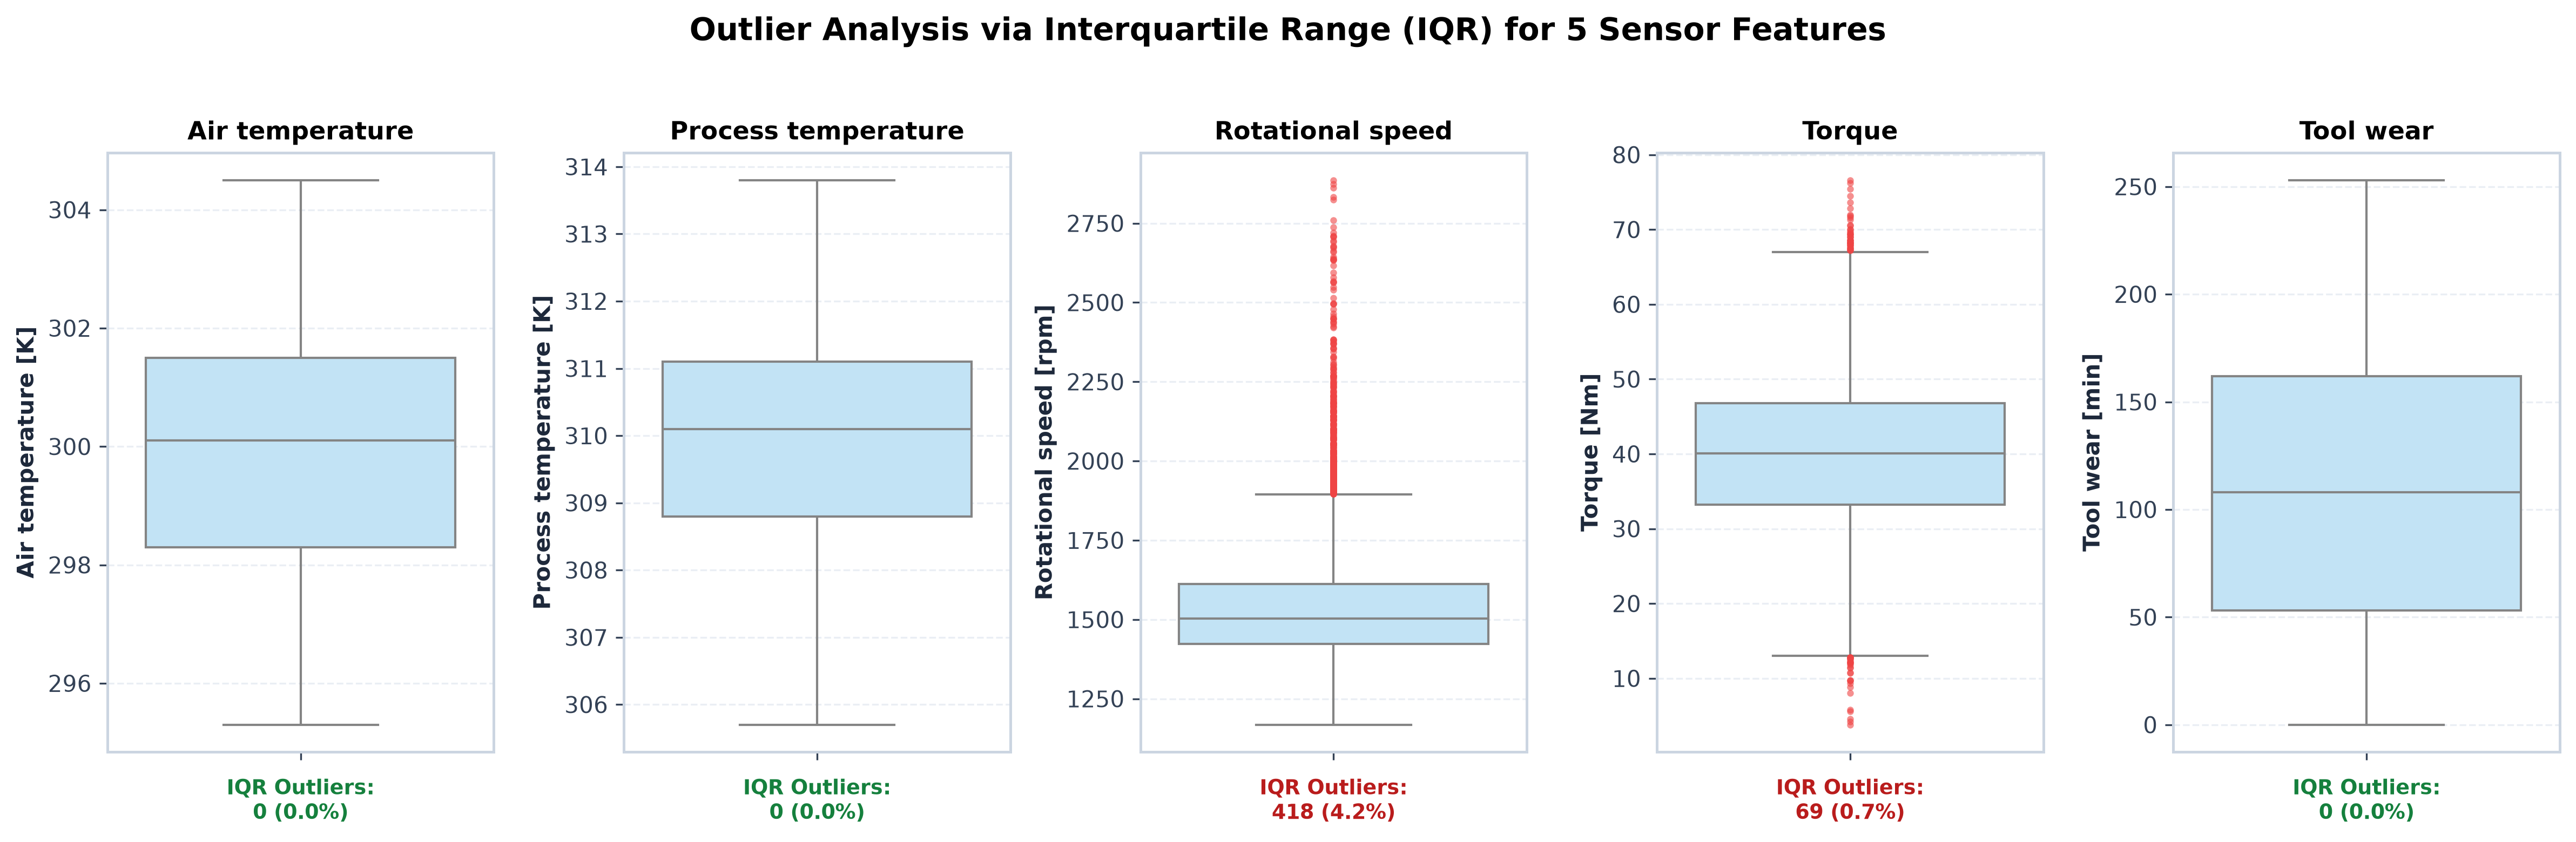 Outlier Analysis via Interquartile Range (IQR) for 5 Sensor Features
Air temperature
Air temperature [K]
304
302
300
298
296
IQR Outliers:
0 (0.0%)
Process temperature
Process temperature [K]
314
313
312
311
310
309
308
307
306
IQR Outliers:
0 (0.0%)
Rotational speed
Rotational speed [rpm]
2750
2500
2250
2000
1750
1500
1250
IQR Outliers:
418 (4.2%)
Torque
Torque [Nm]
80
70
60
50
40
30
20
10
IQR Outliers:
69 (0.7%)
Tool wear
Tool wear [min]
250
200
150
100
50
0
IQR Outliers:
0 (0.0%)